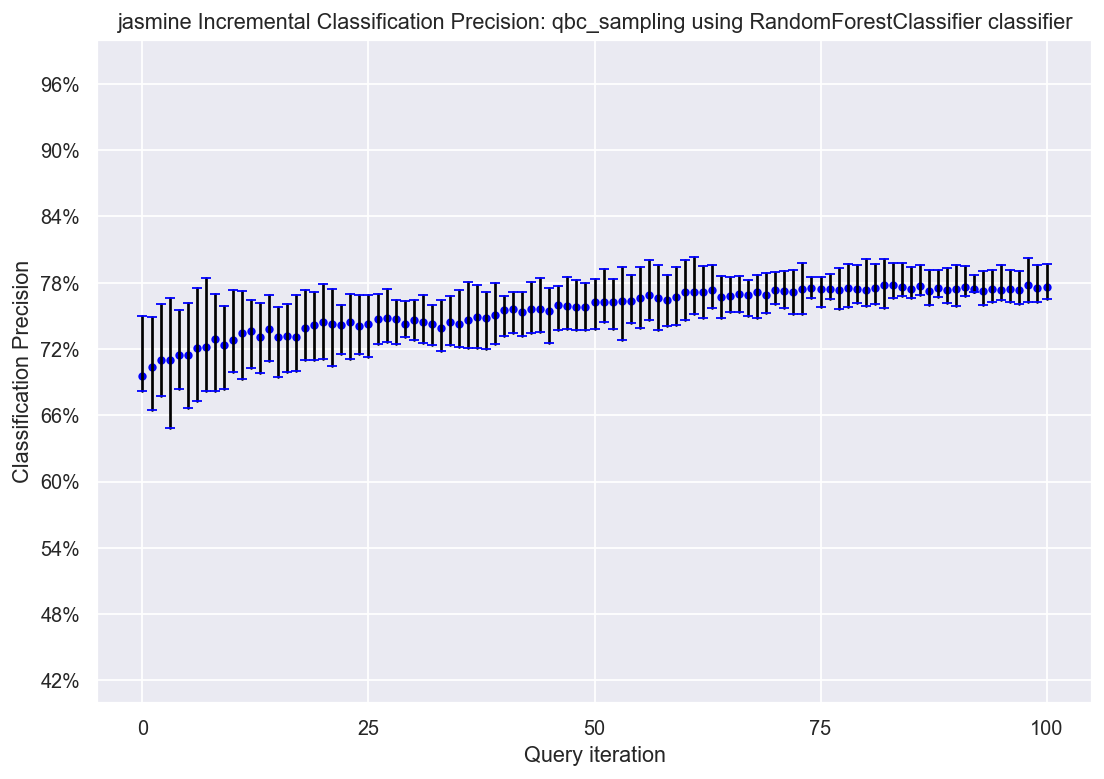 jasmine Incremental Classification Precision: qbc_sampling using RandomForestClassifier classifier
96%
90%
84%
78%
72%
66%
60%
54%
48%
42%
Classification Precision
0 25 50 75 100
Query iteration